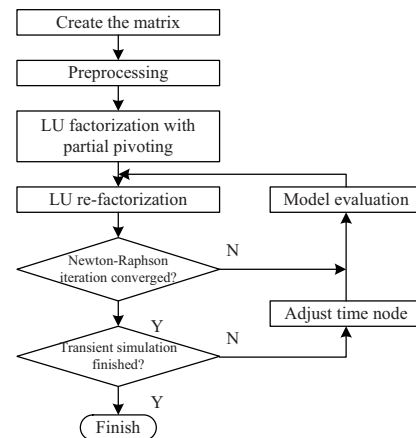 Create the matrix
Preprocessing
LU factorization with
partial pivoting
LU re-factorization
Model evaluation
Newton-Raphson
iteration converged?
N
Y
Adjust time node
Transient simulation
finished?
N
Y
Finish